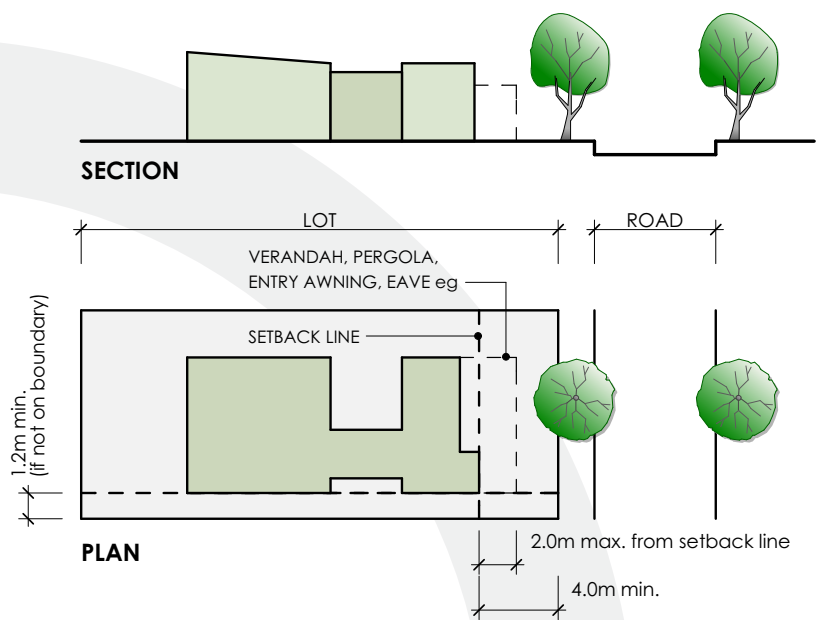 SECTION
LOT
ROAD
VERANDAH, PERGOLA,
ENTRY AWNING, EAVE eg
SETBACK LINE
1.2m min.
(if not on boundary)
PLAN
2.0m max. from setback line
4.0m min.